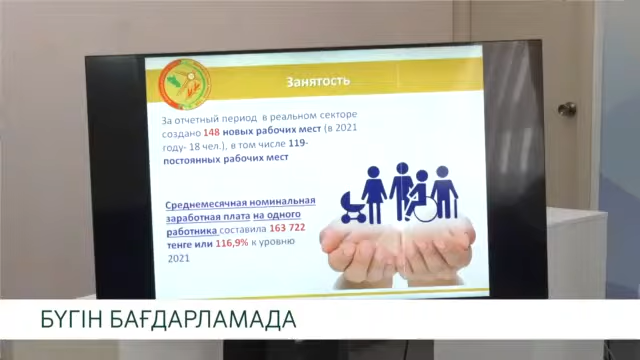 Занятость
За отчетный период в реальном секторе
создано 148 новых рабочих мест (в 2021
году- 18 чел.), в том числе 119-
постоянных рабочих мест
Среднемесячная номинальная
заработная плата на одного
работника составила 163 722
тенге или 116,9% к уровню
2021
БҮГІН БАҒДАРЛАМАДА